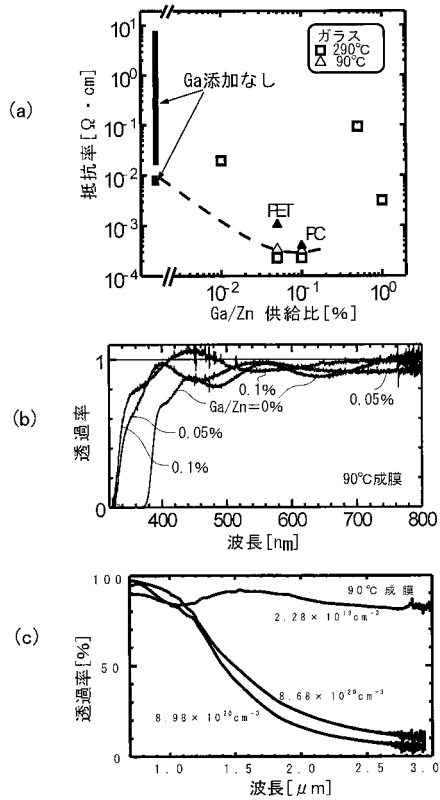 (a)
抵抗率[Ω・cm]
10¹
10⁰
10⁻¹
10⁻²
10⁻³
10⁻⁴
Ga添加なし
ガラス
290℃
90℃
PET
PC
10⁻² 10⁻¹ 10⁰
Ga/Zn 供給比[%]
(b)
透過率
1
0
0.1%
Ga/Zn=0%
0.05%
0.05%
0.1%
90℃成膜
400 500 600 700 800
波長[nm]
(c)
透過率[%]
100
50
0
90℃成膜
2.28×10¹⁹cm⁻³
8.68×10²⁰cm⁻³
8.98×10²⁰cm⁻³
1.0 1.5 2.0 2.5 3.0
波長[μm]